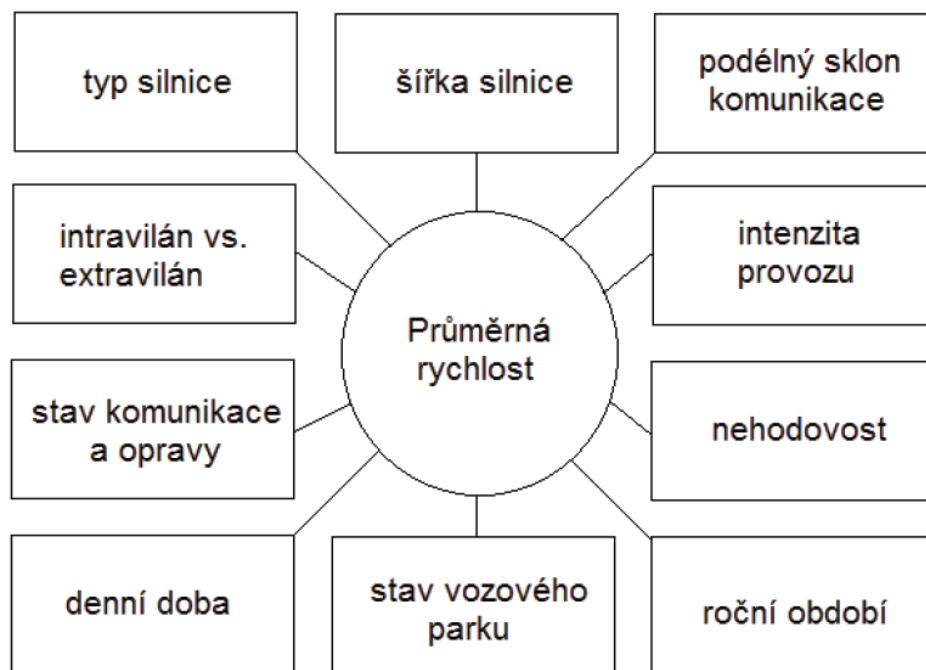 typ silnice
šířka silnice
podélný sklon
komunikace
intravilán vs.
extravilán
Průměrná
rychlost
intenzita
provozu
stav komunikace
a opravy
nehodovost
denní doba
stav vozového
parku
roční období